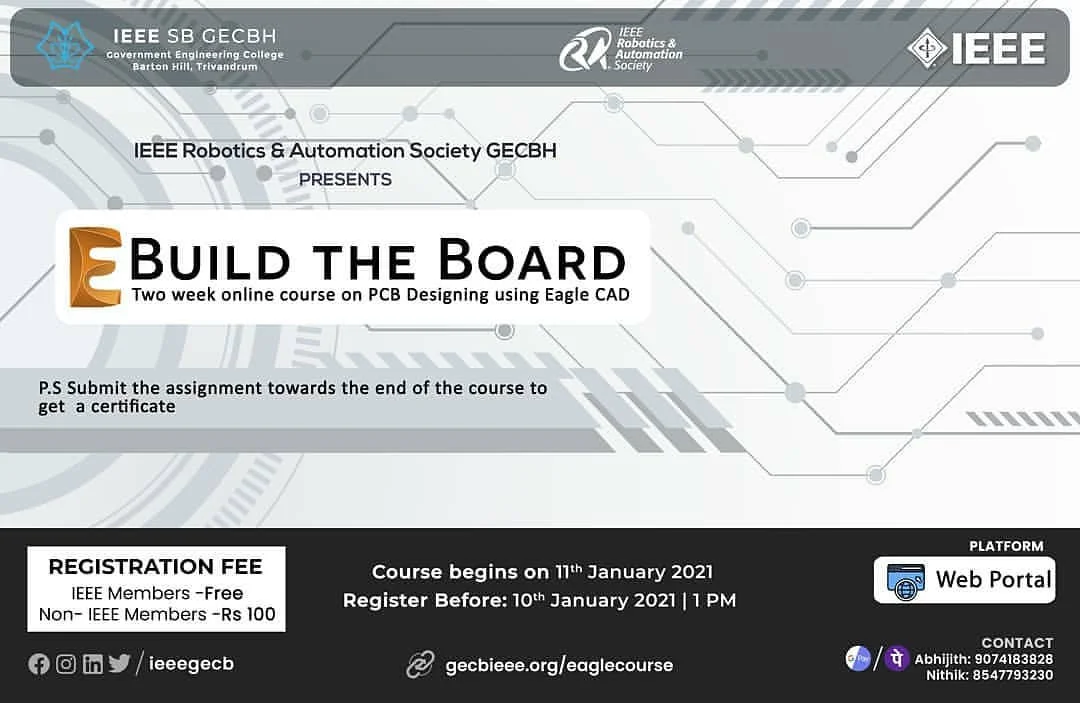 IEEE SB GECBH
Government Engineering College
Barton Hill, Trivandrum
IEEE
Robotics &
Automation
Society
IEEE
IEEE Robotics & Automation Society GECBH
PRESENTS
E BUILD THE BOARD
Two week online course on PCB Designing using Eagle CAD
P.S Submit the assignment towards the end of the course to
get a certificate
REGISTRATION FEE
IEEE Members -Free
Non- IEEE Members -Rs 100
Course begins on 11th January 2021
Register Before: 10th January 2021 | 1 PM
PLATFORM
Web Portal
/ ieeegecb
gecbieee.org/eaglecourse
CONTACT
G Pay / पे Abhijith: 9074183828
Nithik: 8547793230